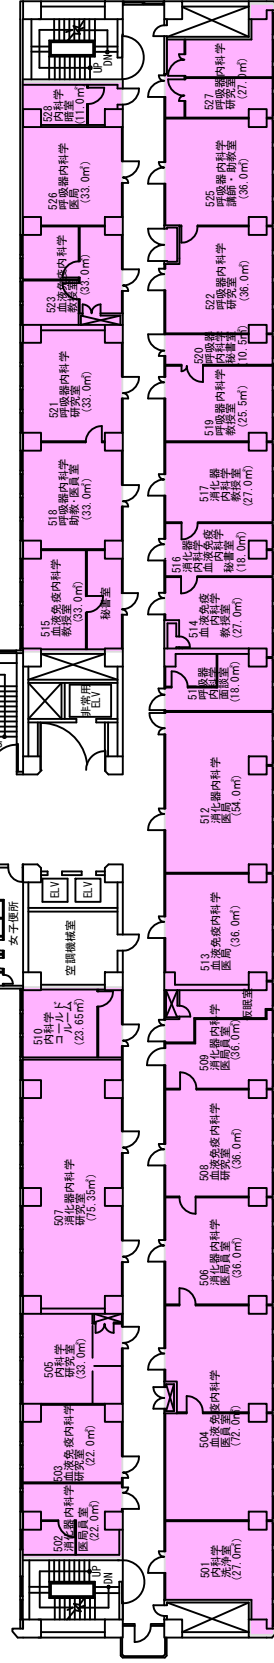 UP
DN
528
内科学
暗室
(11.0㎡)
526
呼吸器内科学
医局
(33.0㎡)
523
血液免疫内科学
教授室
(33.0㎡)
521
呼吸器内科学
研究室
(33.0㎡)
518
呼吸器内科学
助教・医員室
(33.0㎡)
515
血液免疫内科学
教授室
(33.0㎡)
秘書室
非常用
ELV
女子便所
ELV
ELV
空調機械室
510
内科学
コールド
ルーム
(23.65㎡)
507
消化器内科学
研究室
(75.35㎡)
505
内科学
研究室
(33.0㎡)
503
血液免疫内科学
研究室
(22.0㎡)
502
消化器内科学
医局員室
(22.0㎡)
UP
DN
527
呼吸器内科学
研究室
(27.0㎡)
525
呼吸器内科学
講師・助教室
(36.0㎡)
522
呼吸器内科学
研究室
(36.0㎡)
520
呼吸器
内科学
秘書室
(10.5㎡)
519
呼吸器内科学
教授室
(25.5㎡)
517
消化器
内科学
教授室
(27.0㎡)
516
消化器
内科学
血液免疫
内科学
秘書室
(18.0㎡)
514
血液免疫
内科学
教授室
(27.0㎡)
呼吸器
内科学
面談室
(18.0㎡)
512
消化器内科学
医局
(54.0㎡)
513
血液免疫内科学
医局
(36.0㎡)
仮眠室
509
消化器内科学
医局員室
(36.0㎡)
508
血液免疫内科学
研究室
(36.0㎡)
506
消化器内科学
医局員室
(36.0㎡)
504
血液免疫内科学
医員室
(72.0㎡)
501
内科学
洗浄室
(27.0㎡)